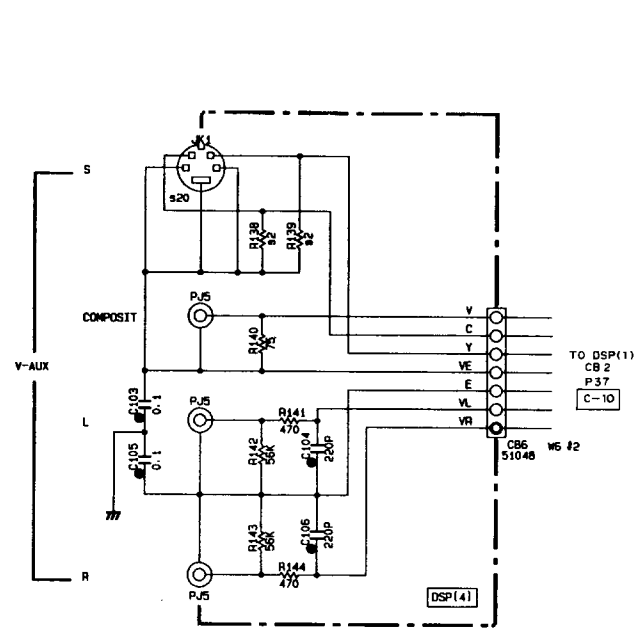 JK1
S
s20
R138
s2
R139
s2
PJ5
COMPOSIT
R140
75
V
C
Y
VE
E
VL
VR
TO DSP(1)
CB2
P37
C-10
V-AUX
C103
0.1
L
PJ5
R141
470
R142
56K
C104
220P
CB6
51048
W6 #2
C105
0.1
R143
56K
C106
220P
R
PJ5
R144
470
DSP(4)